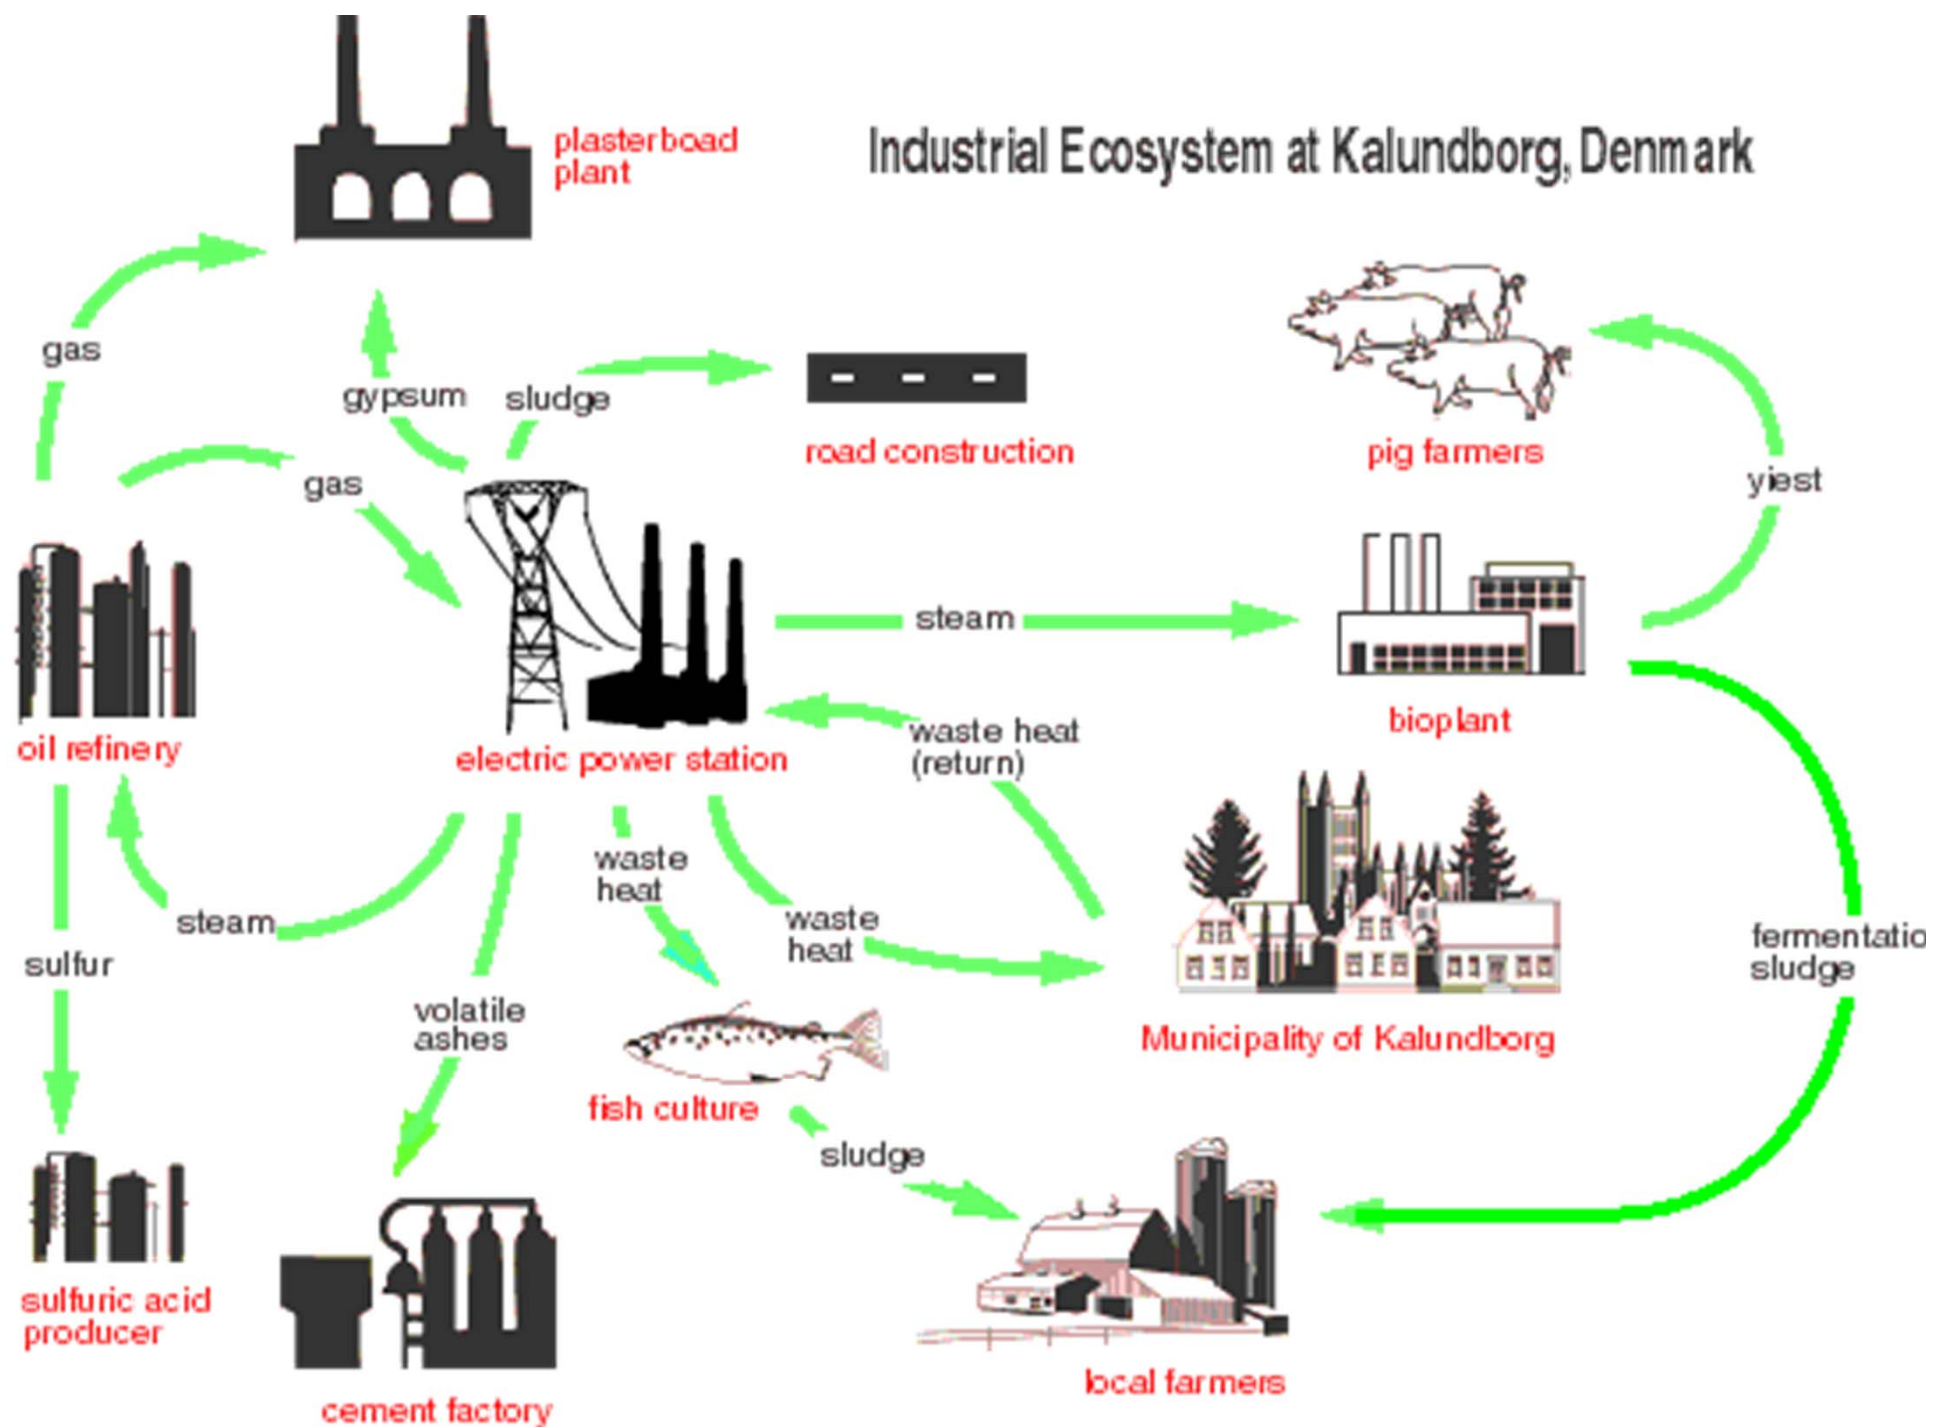 plasterboad
plant
Industrial Ecosystem at Kalundborg, Denmark
gas
gypsum
sludge
road construction
pig farmers
gas
yiest
steam
oil refinery
electric power station
bioplant
waste heat
(return)
waste
heat
steam
waste
heat
sulfur
fermentatio
sludge
volatile
ashes
Municipality of Kalundborg
fish culture
sludge
sulfuric acid
producer
local farmers
cement factory